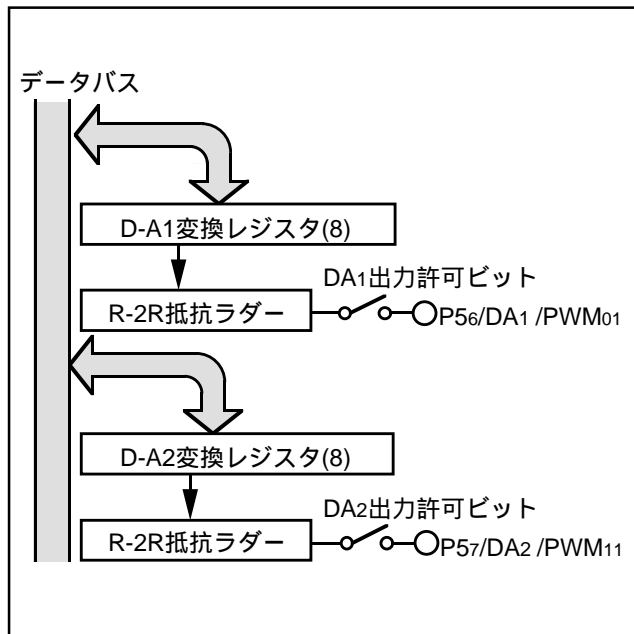 データバス
D-A1変換レジスタ(8)
DA1出力許可ビット
R-2R抵抗ラダー
P56/DA1 /PWM01
D-A2変換レジスタ(8)
DA2出力許可ビット
R-2R抵抗ラダー
P57/DA2 /PWM11